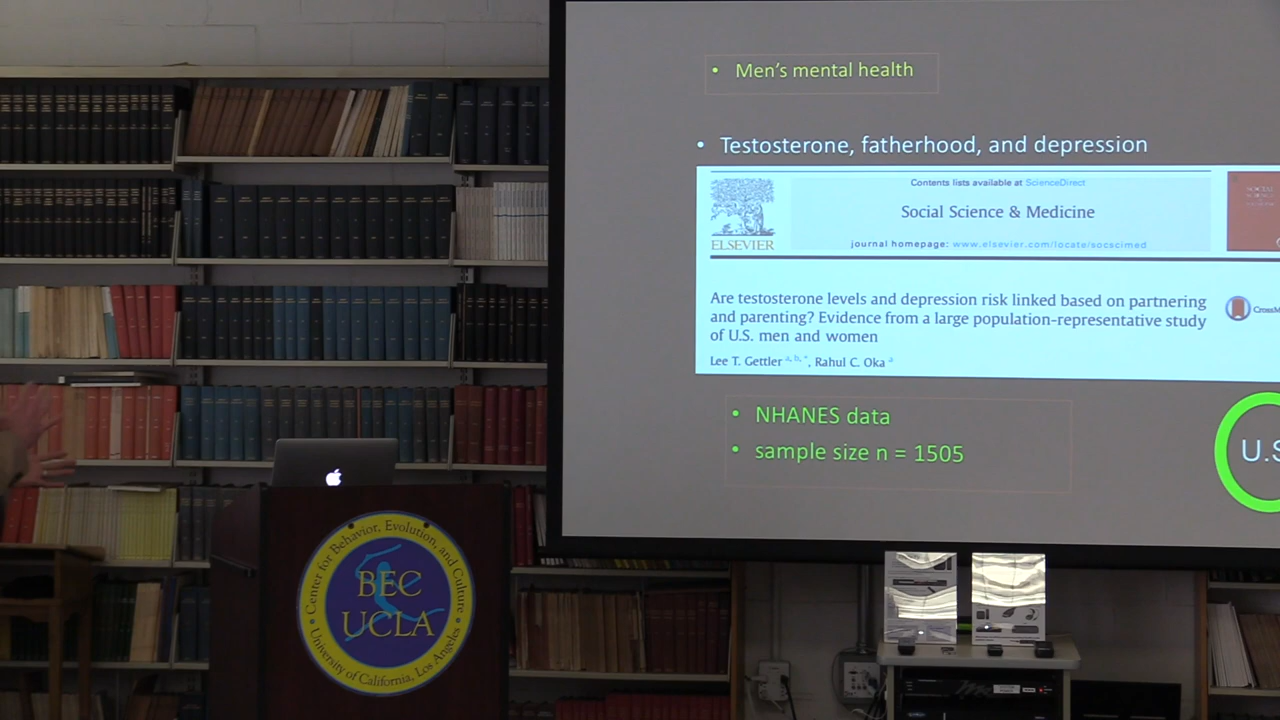 • Men's mental health
• Testosterone, fatherhood, and depression
Contents lists available at ScienceDirect
Social Science & Medicine
journal homepage: www.elsevier.com/locate/socscimed
ELSEVIER
Are testosterone levels and depression risk linked based on partnering
and parenting? Evidence from a large population-representative study
of U.S. men and women
CrossM
Lee T. Gettler a, b, *, Rahul C. Oka a
• NHANES data
• sample size n = 1505
U.S
Center for Behavior, Evolution, and Culture
BEC
UCLA
University of California, Los Angeles